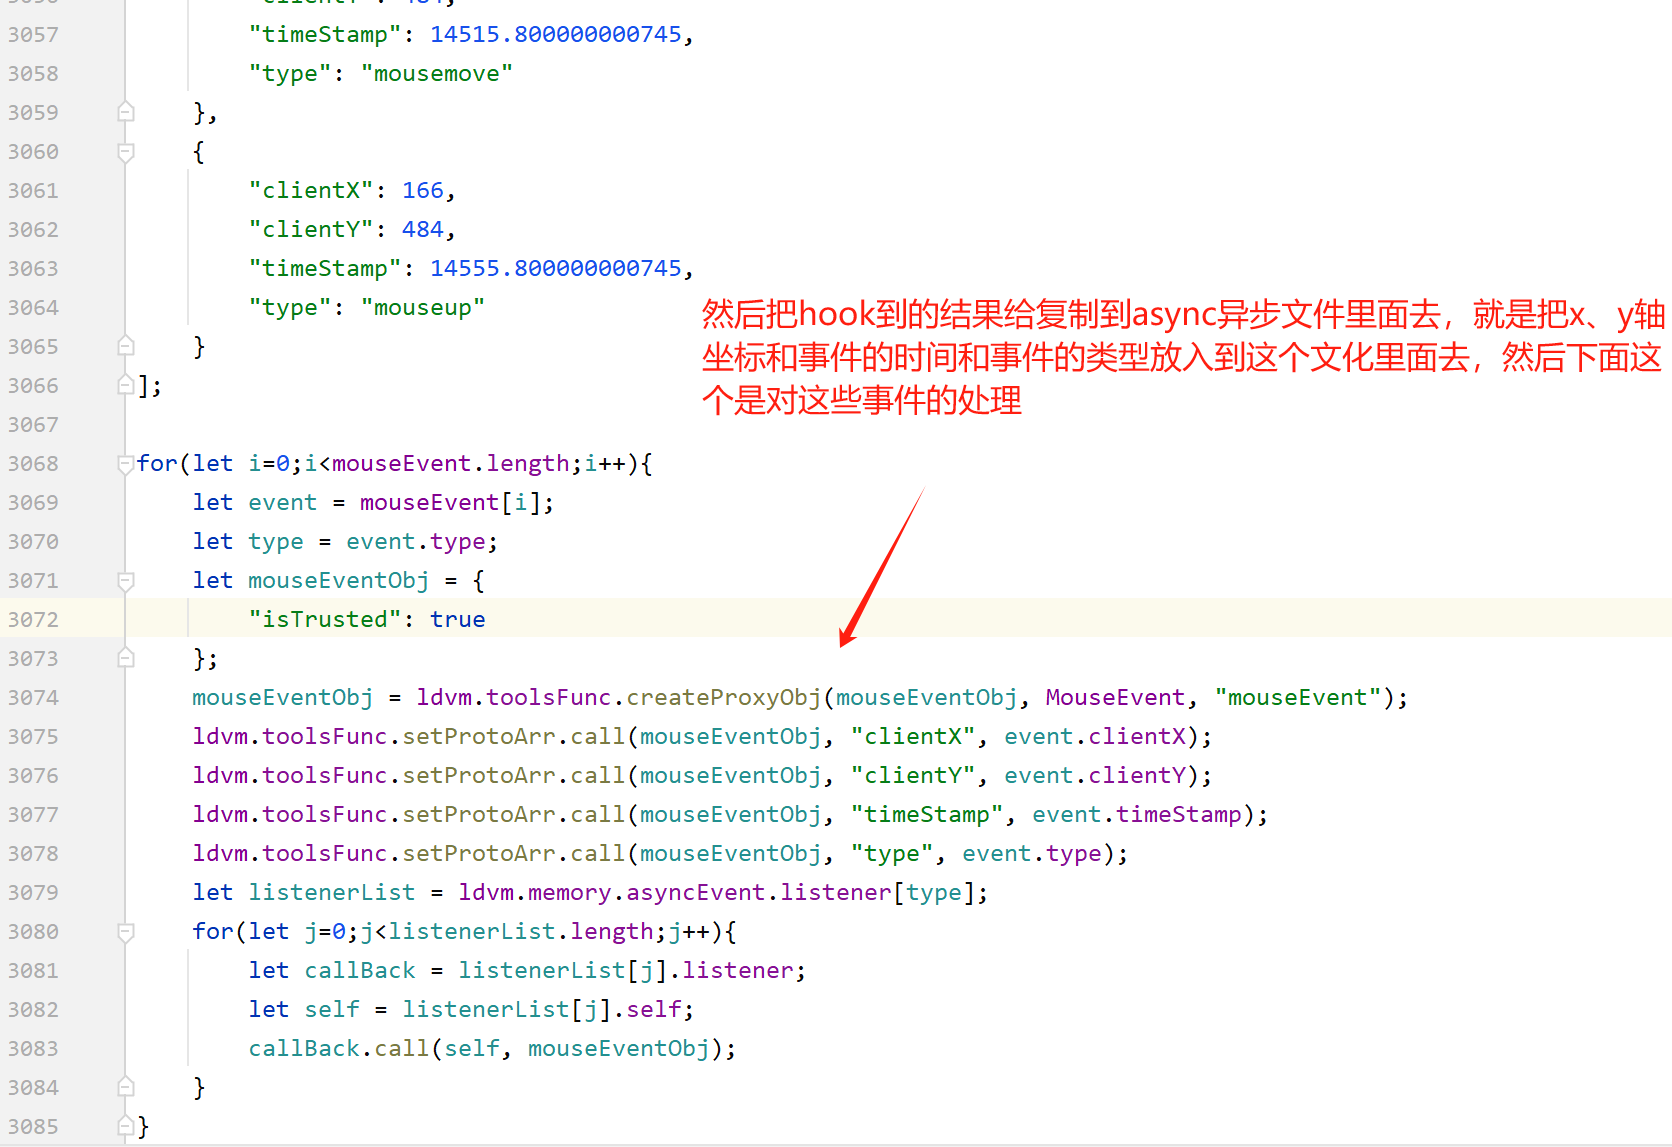 3057 "timeStamp": 14515.800000000745,
3058 "type": "mousemove"
3059 },
3060 {
3061 "clientX": 166,
3062 "clientY": 484,
3063 "timeStamp": 14555.800000000745,
3064 "type": "mouseup"
然后把hook到的结果给复制到async异步文件里面去，就是把x、y轴
坐标和事件的时间和事件的类型放入到这个文化里面去，然后下面这
个是对这些事件的处理
3065 }
3066 ];
3067
3068 for(let i=0;i<mouseEvent.length;i++){
3069 let event = mouseEvent[i];
3070 let type = event.type;
3071 let mouseEventObj = {
3072 "isTrusted": true
3073 };
3074 mouseEventObj = ldvm.toolsFunc.createProxyObj(mouseEventObj, MouseEvent, "mouseEvent");
3075 ldvm.toolsFunc.setProtoArr.call(mouseEventObj, "clientX", event.clientX);
3076 ldvm.toolsFunc.setProtoArr.call(mouseEventObj, "clientY", event.clientY);
3077 ldvm.toolsFunc.setProtoArr.call(mouseEventObj, "timeStamp", event.timeStamp);
3078 ldvm.toolsFunc.setProtoArr.call(mouseEventObj, "type", event.type);
3079 let listenerList = ldvm.memory.asyncEvent.listener[type];
3080 for(let j=0;j<listenerList.length;j++){
3081 let callBack = listenerList[j].listener;
3082 let self = listenerList[j].self;
3083 callBack.call(self, mouseEventObj);
3084 }
3085 }